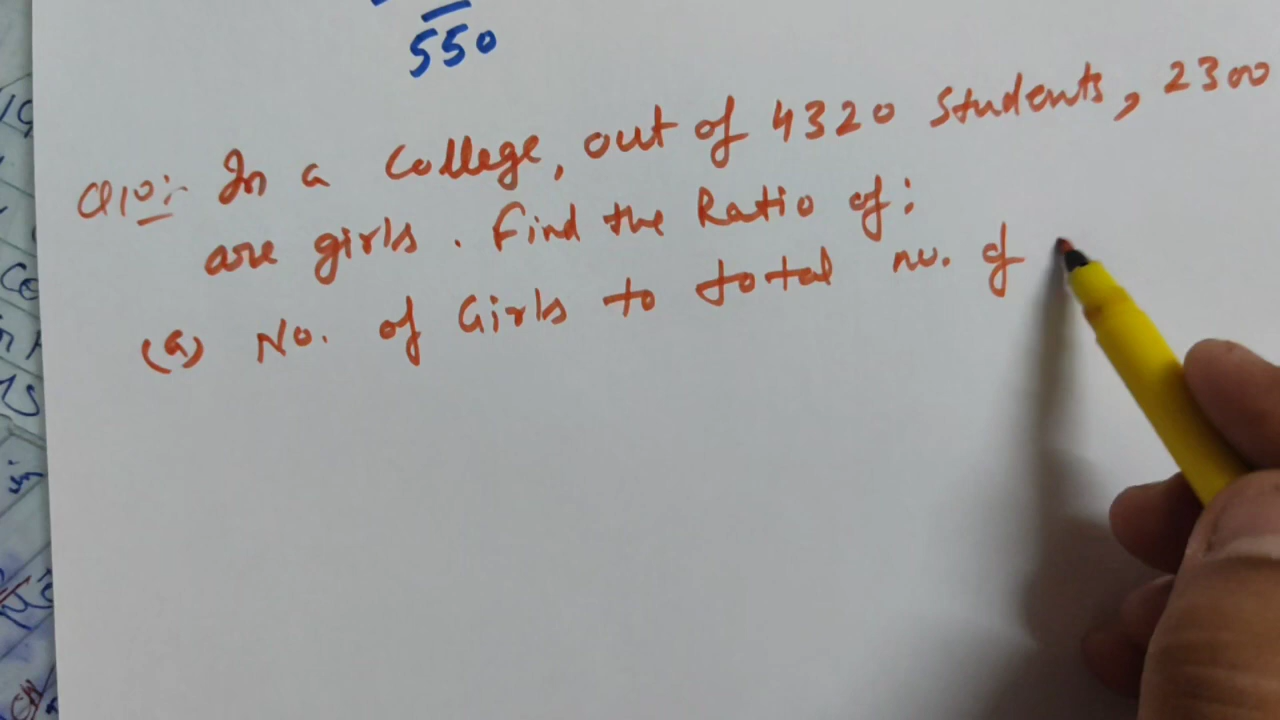 550
Q10:- In a College, out of 4320 Students, 2300
are girls. Find the Ratio of:
(a) No. of Girls to total no. of